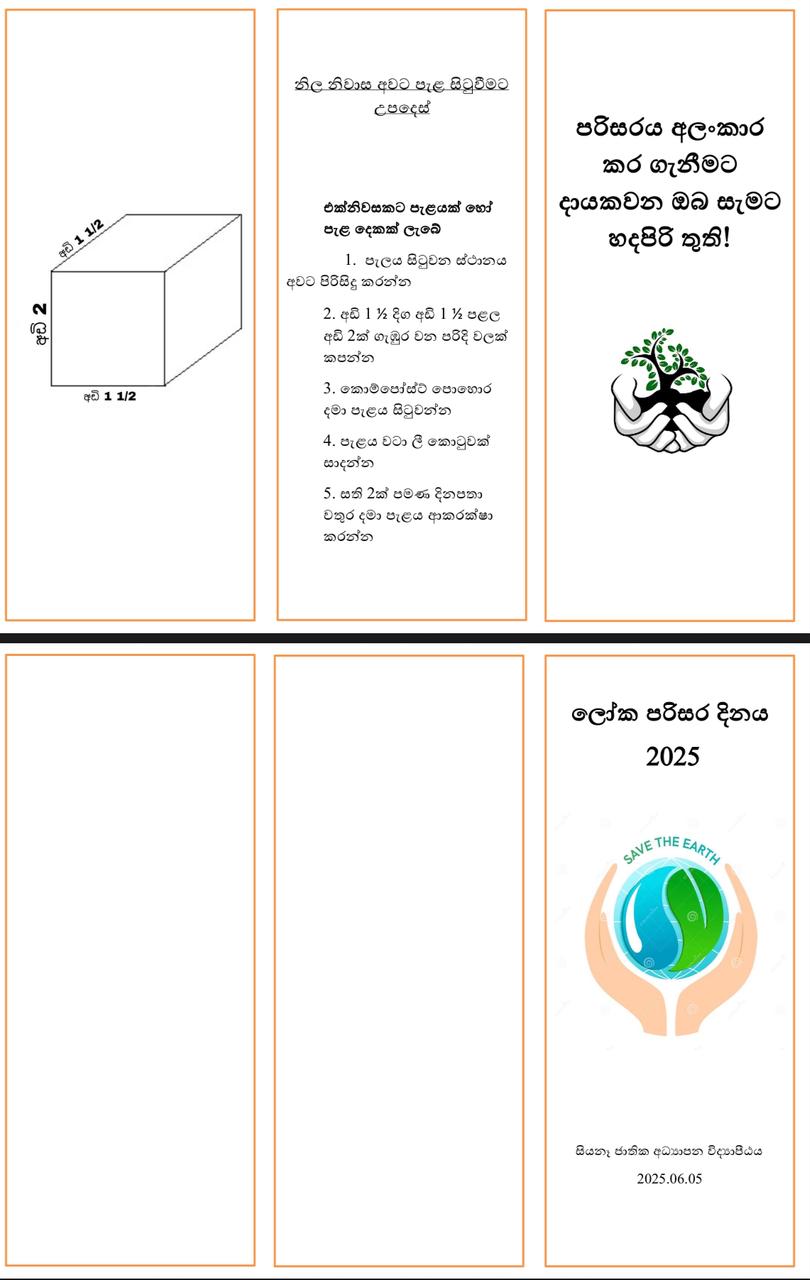 අඩි 1 1/2
අඩි 2
අඩි 1 1/2
නිල නිවාස අවට පැළ සිටුවීමට
උපදෙස්
එක්නිවසකට පැළයක් හෝ
පැළ දෙකක් ලැබේ
1. පැලය සිටුවන ස්ථානය
අවට පිරිසිදු කරන්න
2. අඩි 1 ½ දිග අඩි 1 ½ පළල
අඩි 2ක් ගැඹුර වන පරිදි වලක්
කපන්න
3. කොම්පෝස්ට් පොහොර
දමා පැළය සිටුවන්න
4. පැළය වටා ලී කොටුවක්
සාදන්න
5. සති 2ක් පමණ දිනපතා
වතුර දමා පැළය ආකරක්ෂා
කරන්න
පරිසරය අලංකාර
කර ගැනීමට
දායකවන ඔබ සැමට
හදපිරි තුති!
ලෝක පරිසර දිනය
2025
SAVE THE EARTH
සියනෑ ජාතික අධ්‍යාපන විද්‍යාපීඨය
2025.06.05